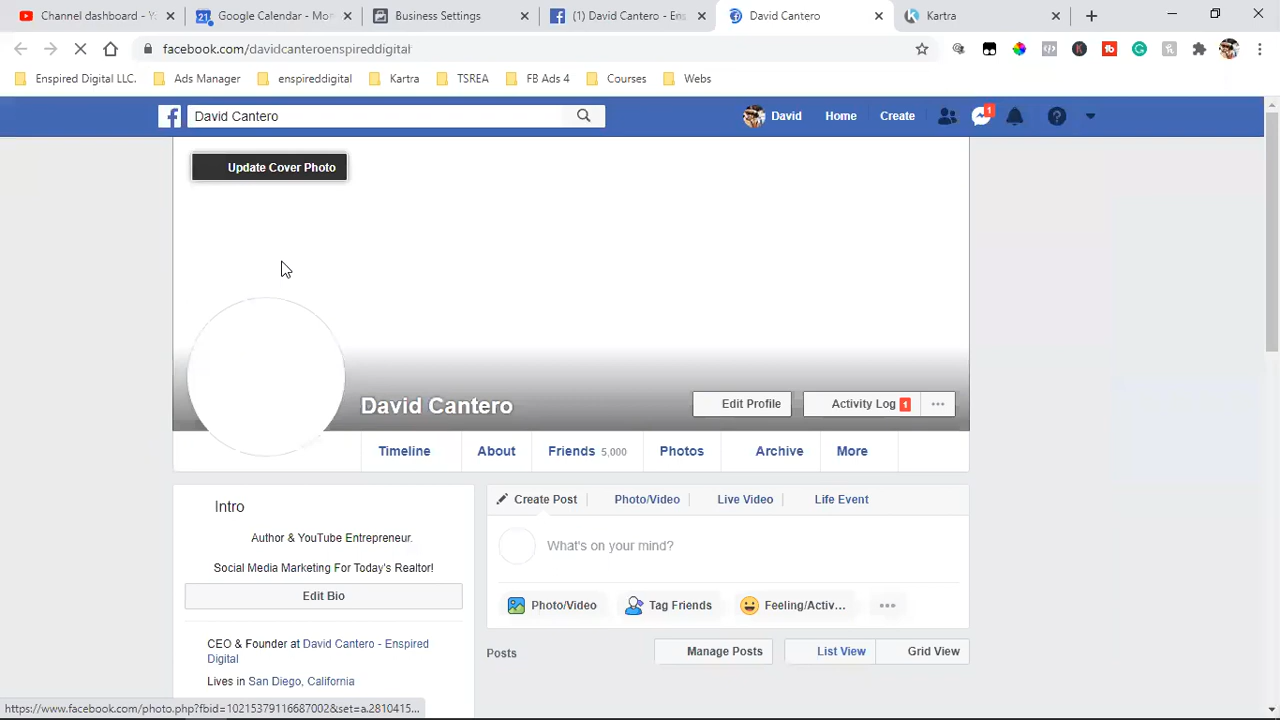 Channel dashboard - Y
Google Calendar - Mo
Business Settings
(1) David Cantero - Ens
David Cantero
Kartra
facebook.com/davidcanteroenspireddigital
Enspired Digital LLC.
Ads Manager
enspireddigital
Kartra
TSREA
FB Ads 4
Courses
Webs
David Cantero
David
Home
Create
1
Update Cover Photo
David Cantero
Edit Profile
Activity Log 1
Timeline
About
Friends 5,000
Photos
Archive
More
Intro
Author & YouTube Entrepreneur.
Social Media Marketing For Today's Realtor!
Edit Bio
CEO & Founder at David Cantero - Enspired
Digital
Lives in San Diego, California
Create Post
Photo/Video
Live Video
Life Event
What's on your mind?
Photo/Video
Tag Friends
Feeling/Activ...
Posts
Manage Posts
List View
Grid View
https://www.facebook.com/photo.php?fbid=10215379116687002&set=a.2810415...